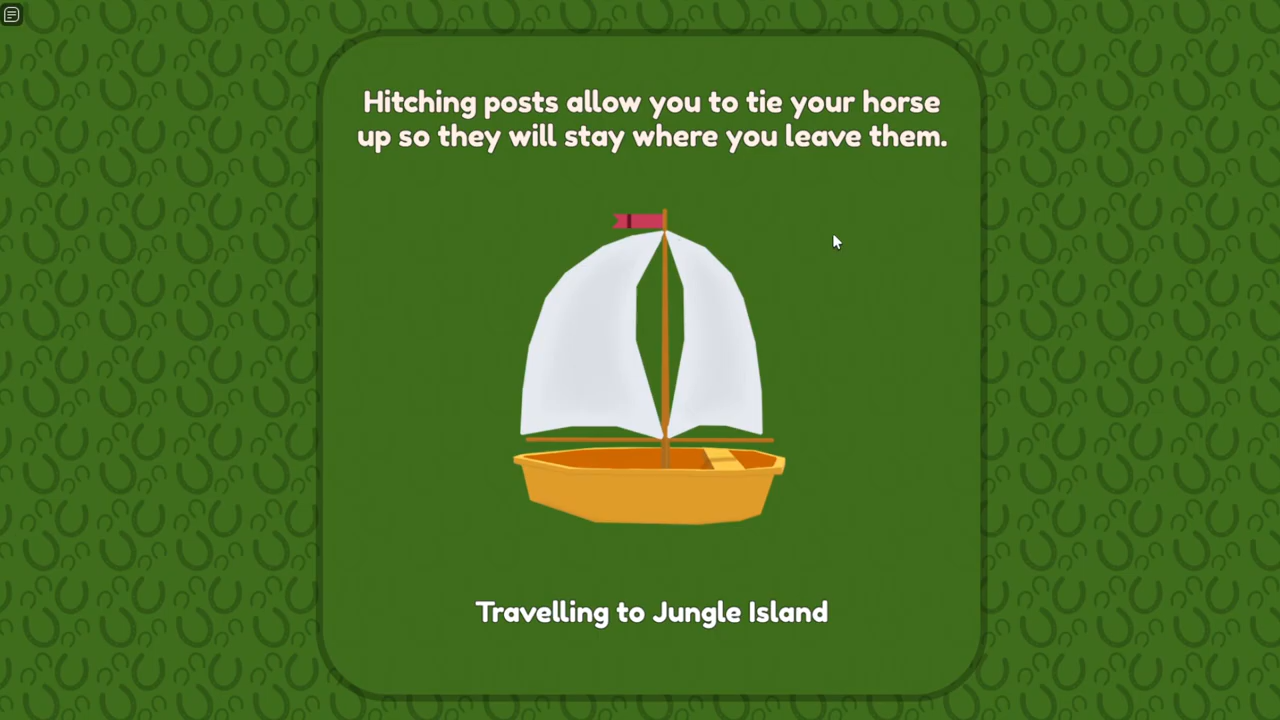 Hitching posts allow you to tie your horse
up so they will stay where you leave them.
Travelling to Jungle Island